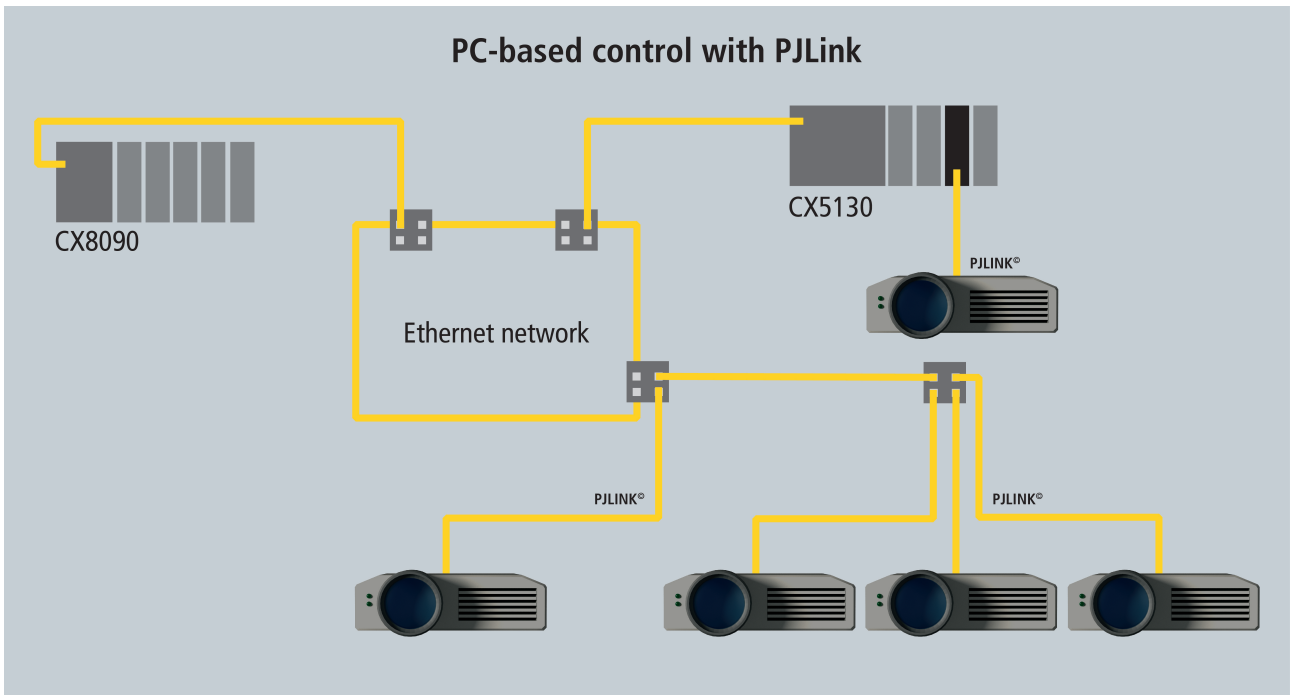 PC-based control with PJLink
CX8090
CX5130
PJLINK©
Ethernet network
PJLINK©
PJLINK©